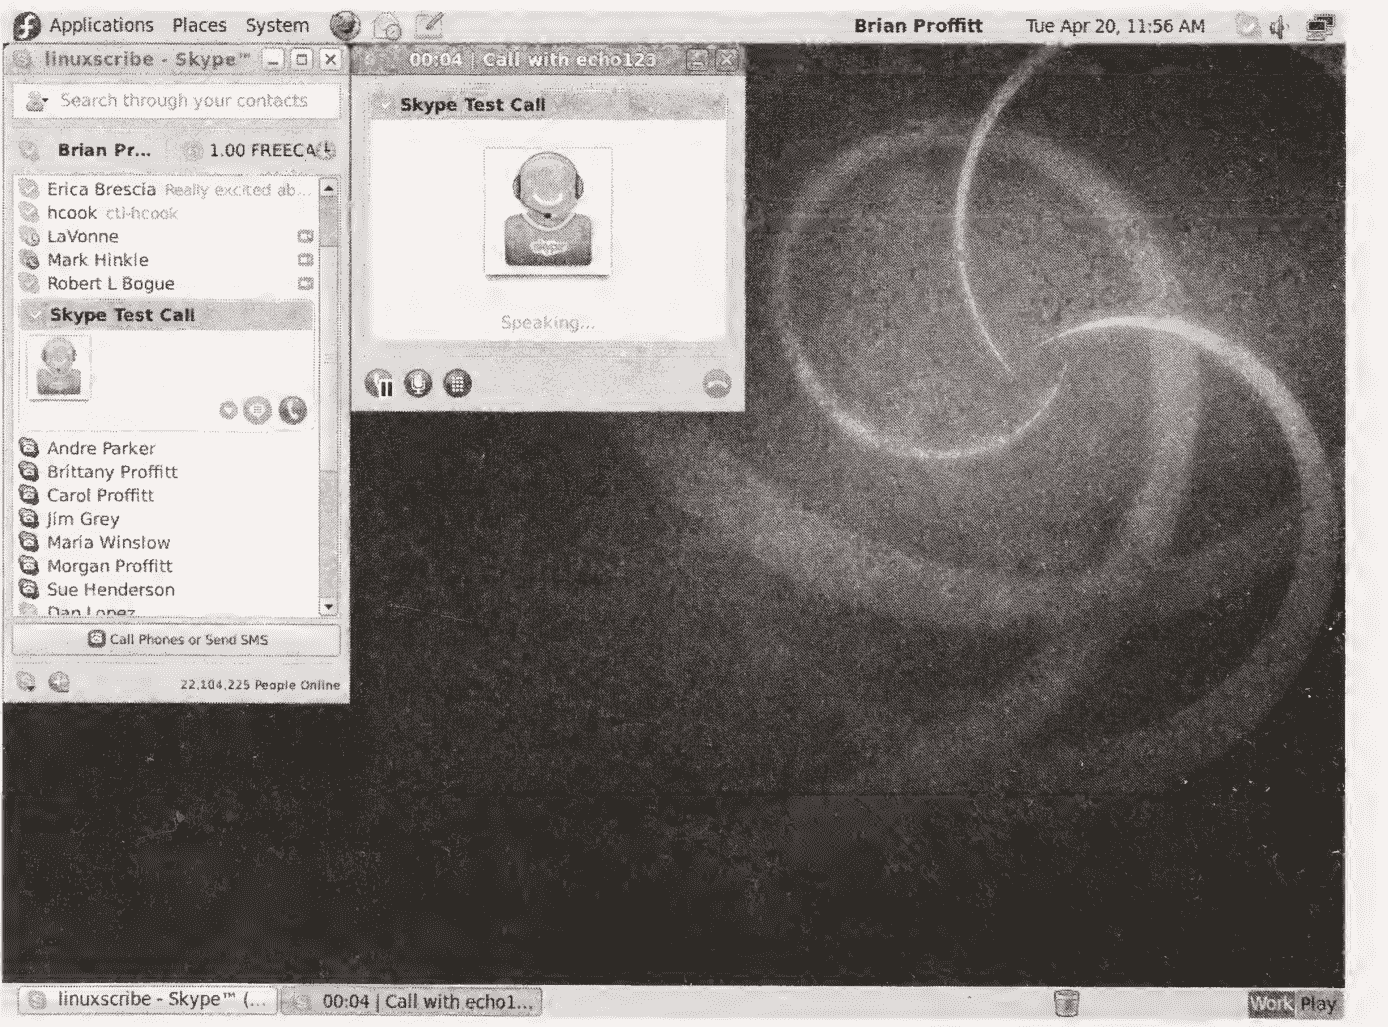 Applications Places System
Brian Proffitt Tue Apr 20, 11:56 AM
linuxscribe - Skype™
Search through your contacts
Brian Pr... 1.00 FREECA
Erica Brescia Really excited ab...
hcook cti-hcook
LaVonne
Mark Hinkle
Robert L Bogue
Skype Test Call
Andre Parker
Brittany Proffitt
Carol Proffitt
Jim Grey
Maria Winslow
Morgan Proffitt
Sue Henderson
Dan Lopez
Call Phones or Send SMS
22,104,225 People Online
00:04 | Call with echo123
Skype Test Call
Speaking...
linuxscribe - Skype™ (...
00:04 | Call with echo1...
Work Play